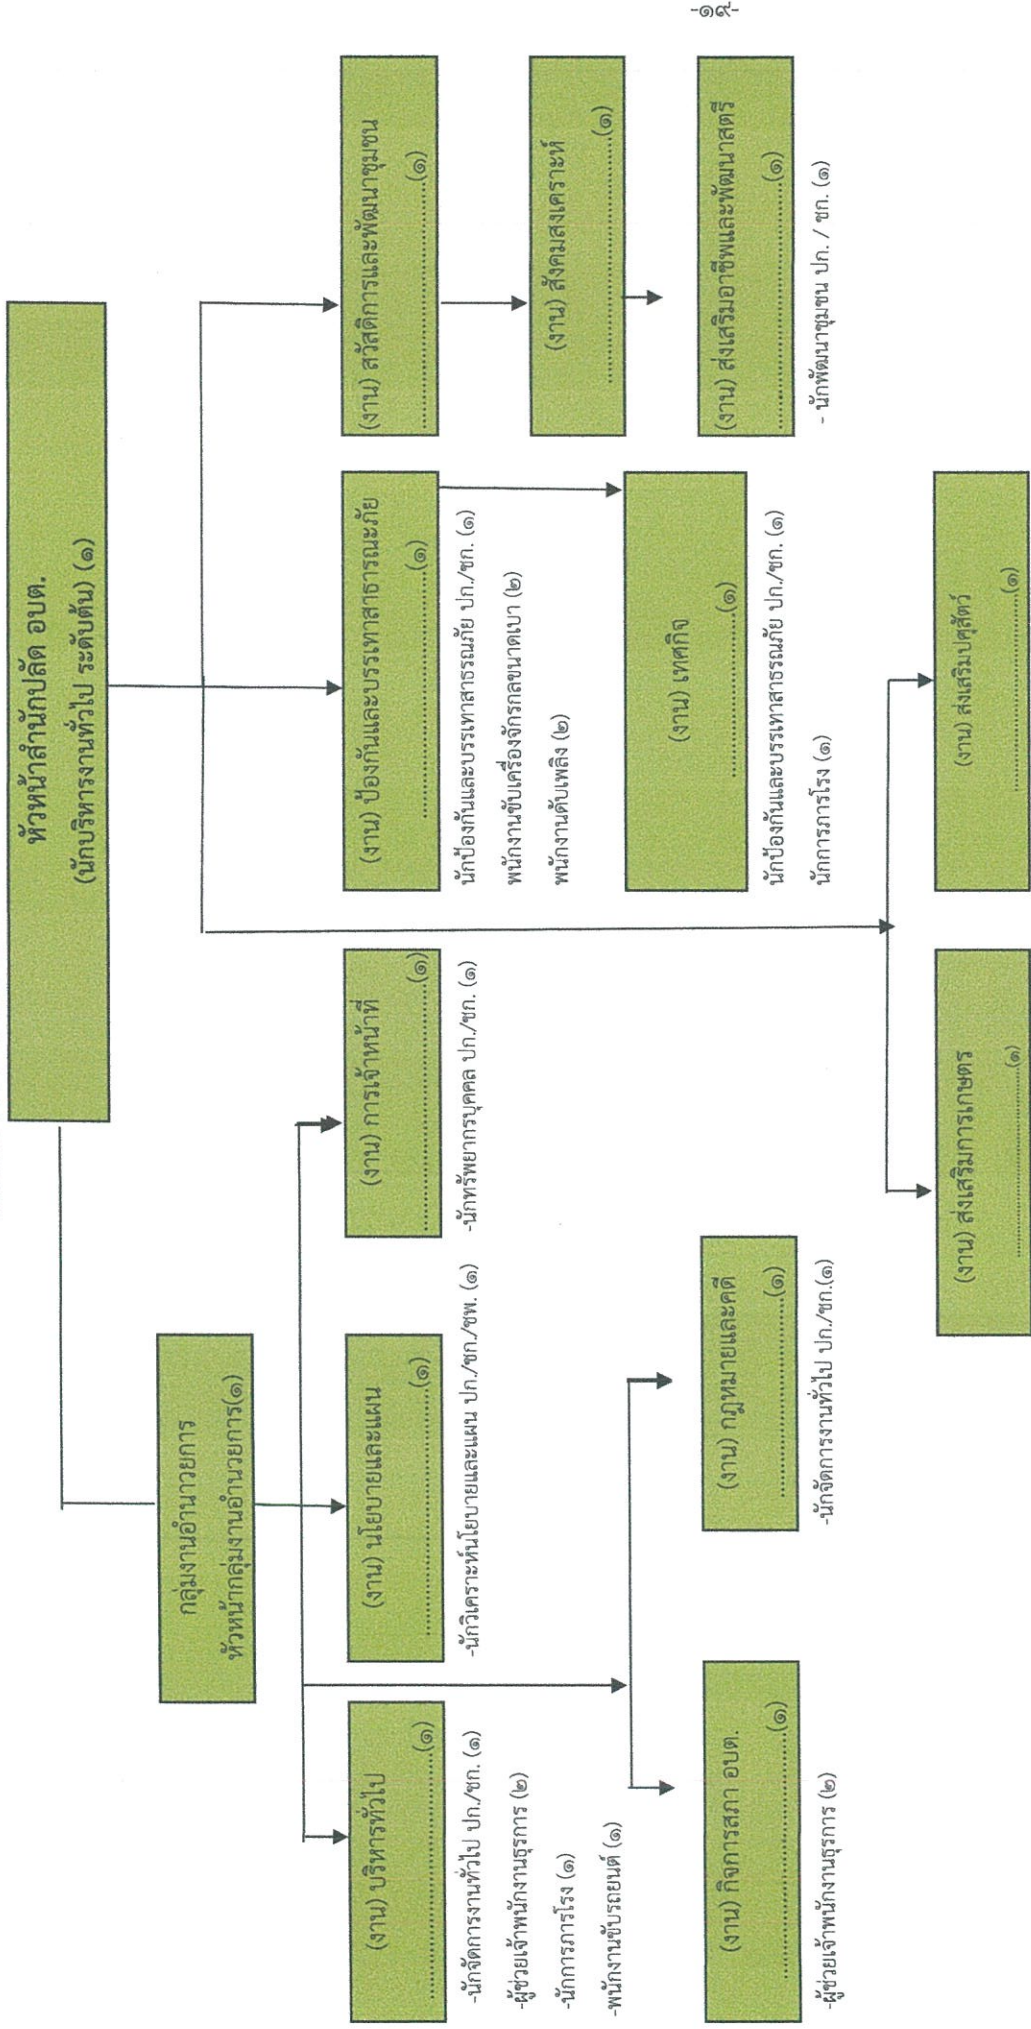 -๑๙-
หัวหน้าสำนักปลัด อบต.
(นักบริหารงานทั่วไป ระดับต้น) (๑)
กลุ่มงานอำนวยการ
หัวหน้ากลุ่มงานอำนวยการ(๑)
(งาน) บริหารทั่วไป
....................................................(๑)
-นักจัดการงานทั่วไป ปก./ชก. (๑)
-ผู้ช่วยเจ้าพนักงานธุรการ (๒)
-นักการภารโรง (๑)
-พนักงานขับรถยนต์ (๑)
(งาน) นโยบายและแผน
....................................................(๑)
-นักวิเคราะห์นโยบายและแผน ปก./ชก./ชพ. (๑)
(งาน) การเจ้าหน้าที่
....................................................(๑)
-นักทรัพยากรบุคคล ปก./ชก. (๑)
(งาน) ป้องกันและบรรเทาสาธารณะภัย
....................................................(๑)
นักป้องกันและบรรเทาสาธารณภัย ปก./ชก. (๑)
พนักงานขับเครื่องจักรกลขนาดเบา (๒)
พนักงานดับเพลิง (๒)
(งาน) สวัสดิการและพัฒนาชุมชน
....................................................(๑)
(งาน) สังคมสงเคราะห์
....................................................(๑)
(งาน) ส่งเสริมอาชีพและพัฒนาสตรี
....................................................(๑)
- นักพัฒนาชุมชน ปก. / ชก. (๑)
(งาน) เทศกิจ
........................................(๑)
นักป้องกันและบรรเทาสาธารณภัย ปก./ชก. (๑)
นักการภารโรง (๑)
(งาน) กิจการสภา อบต.
....................................................(๑)
-ผู้ช่วยเจ้าพนักงานธุรการ (๒)
(งาน) กฎหมายและคดี
........................................(๑)
-นักจัดการงานทั่วไป ปก./ชก.(๑)
(งาน) ส่งเสริมการเกษตร
....................................................(๑)
(งาน) ส่งเสริมปศุสัตว์
....................................................(๑)